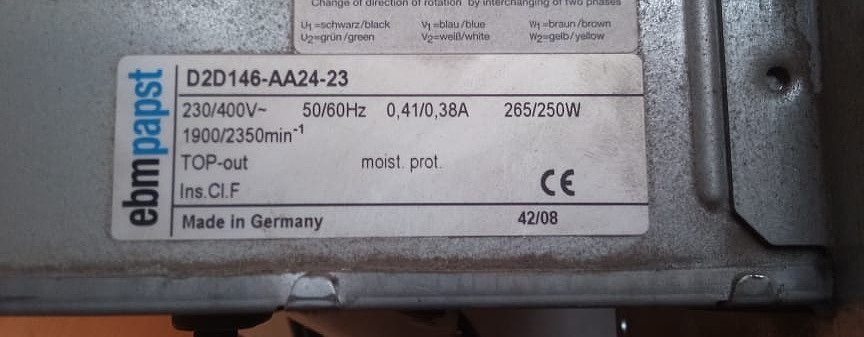 Change of direction of rotation by interchanging of two phases
U1=schwarz/black V1=blau/blue W1=braun/brown
U2=grün/green V2=weiß/white W2=gelb/yellow
ebmpapst
D2D146-AA24-23
230/400V~ 50/60Hz 0,41/0,38A 265/250W
1900/2350min-1
TOP-out moist. prot.
Ins.Cl.F CE
Made in Germany 42/08